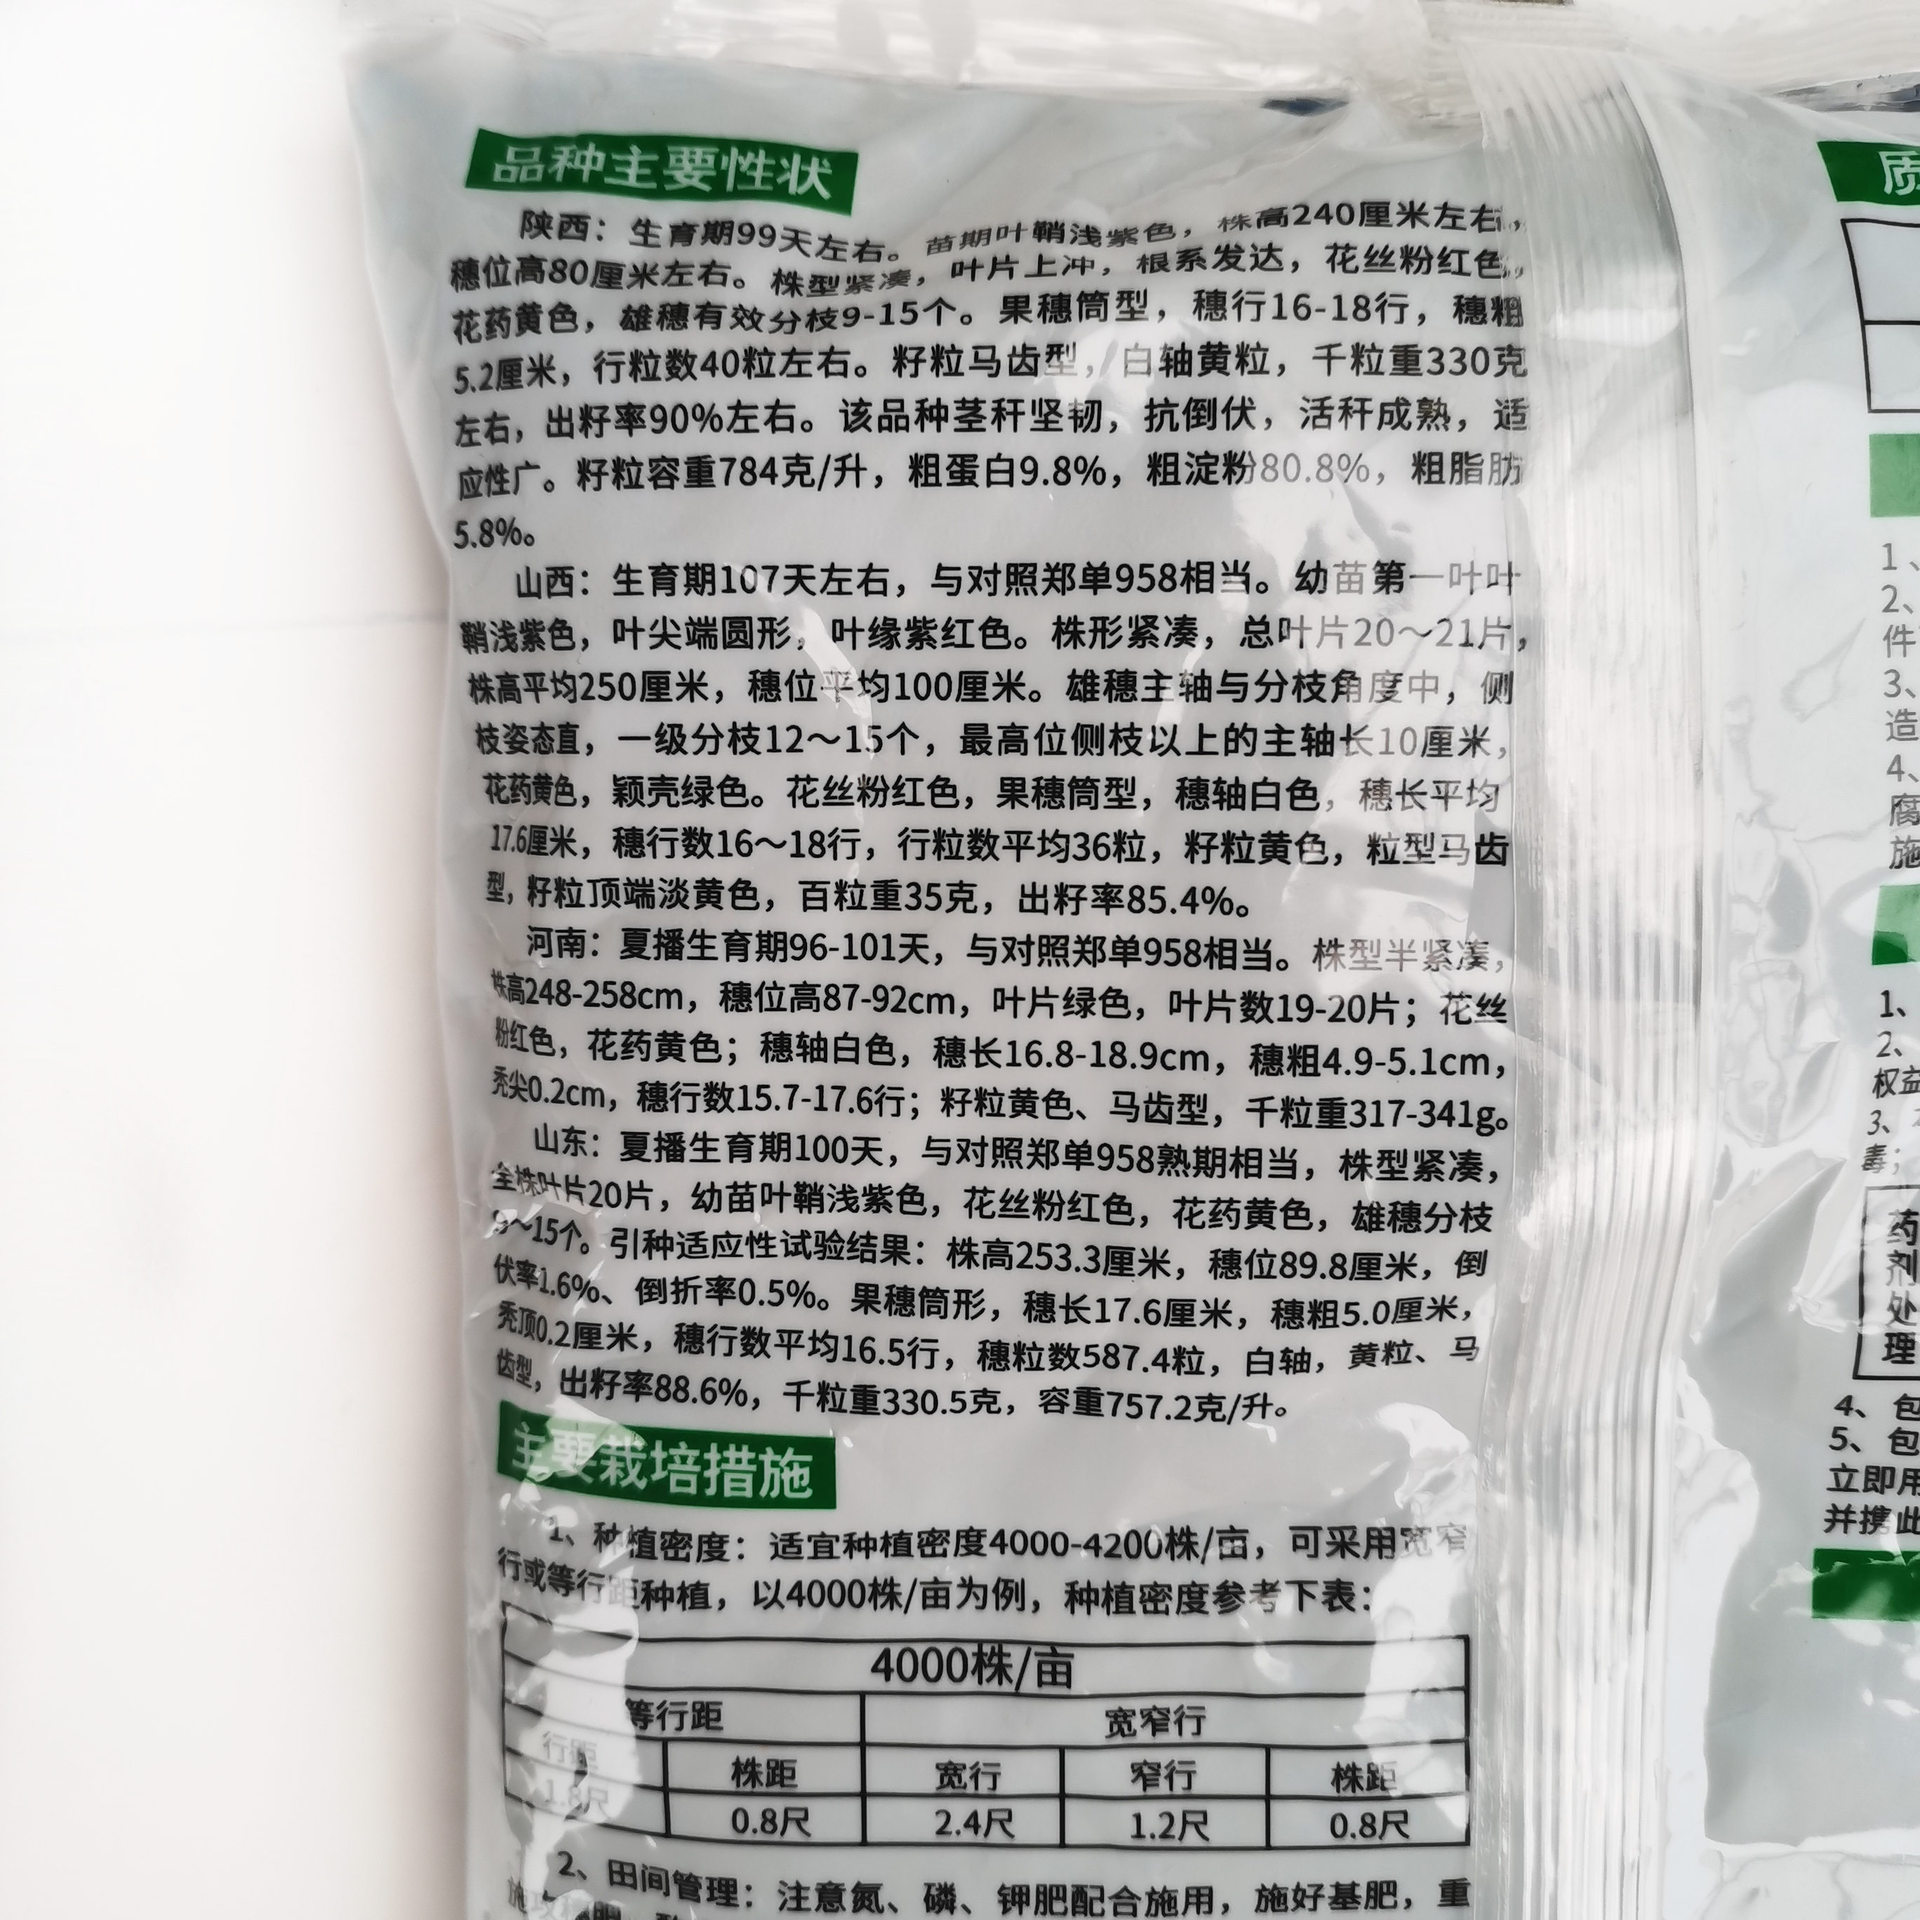 品种主要性状
陕西：生育期99天左右。苗期叶鞘浅紫色，株高240厘米左右，
穗位高80厘米左右。株型紧凑，叶片上冲，根系发达，花丝粉红色，
花药黄色，雄穗有效分枝9-15个。果穗筒型，穗行16-18行，穗粗
5.2厘米，行粒数40粒左右。籽粒马齿型，白轴黄粒，千粒重330克
左右，出籽率90%左右。该品种茎秆坚韧，抗倒伏，活秆成熟，适
应性广。籽粒容重784克/升，粗蛋白9.8%，粗淀粉80.8%，粗脂肪
5.8%。
山西：生育期107天左右，与对照郑单958相当。幼苗第一叶叶
鞘浅紫色，叶尖端圆形，叶缘紫红色。株形紧凑，总叶片20～21片，
株高平均250厘米，穗位平均100厘米。雄穗主轴与分枝角度中，侧
枝姿态直，一级分枝12～15个，最高位侧枝以上的主轴长10厘米，
花药黄色，颖壳绿色。花丝粉红色，果穗筒型，穗轴白色，穗长平均
17.6厘米，穗行数16～18行，行粒数平均36粒，籽粒黄色，粒型马齿
型，籽粒顶端淡黄色，百粒重35克，出籽率85.4%。
河南：夏播生育期96-101天，与对照郑单958相当。株型半紧凑，
株高248-258cm，穗位高87-92cm，叶片绿色，叶片数19-20片；花丝
粉红色，花药黄色；穗轴白色，穗长16.8-18.9cm，穗粗4.9-5.1cm，
秃尖0.2cm，穗行数15.7-17.6行；籽粒黄色、马齿型，千粒重317-341g。
山东：夏播生育期100天，与对照郑单958熟期相当，株型紧凑，
全株叶片20片，幼苗叶鞘浅紫色，花丝粉红色，花药黄色，雄穗分枝
9～15个。引种适应性试验结果：株高253.3厘米，穗位89.8厘米，倒
伏率1.6%、倒折率0.5%。果穗筒形，穗长17.6厘米，穗粗5.0厘米，
秃顶0.2厘米，穗行数平均16.5行，穗粒数587.4粒，白轴，黄粒、马
齿型，出籽率88.6%，千粒重330.5克，容重757.2克/升。
主要栽培措施
1、种植密度：适宜种植密度4000-4200株/亩，可采用宽窄
行或等行距种植，以4000株/亩为例，种植密度参考下表：
4000株/亩
等行距 宽窄行
行距 株距 宽行 窄行 株距
1.8尺 0.8尺 2.4尺 1.2尺 0.8尺
2、田间管理：注意氮、磷、钾肥配合施用，施好基肥，重
质
1、
2、
件
3、
造
4、
腐
施
1、
2、
权益
3、
毒；
药
剂
处
理
4、包
5、包
立即用
并携此